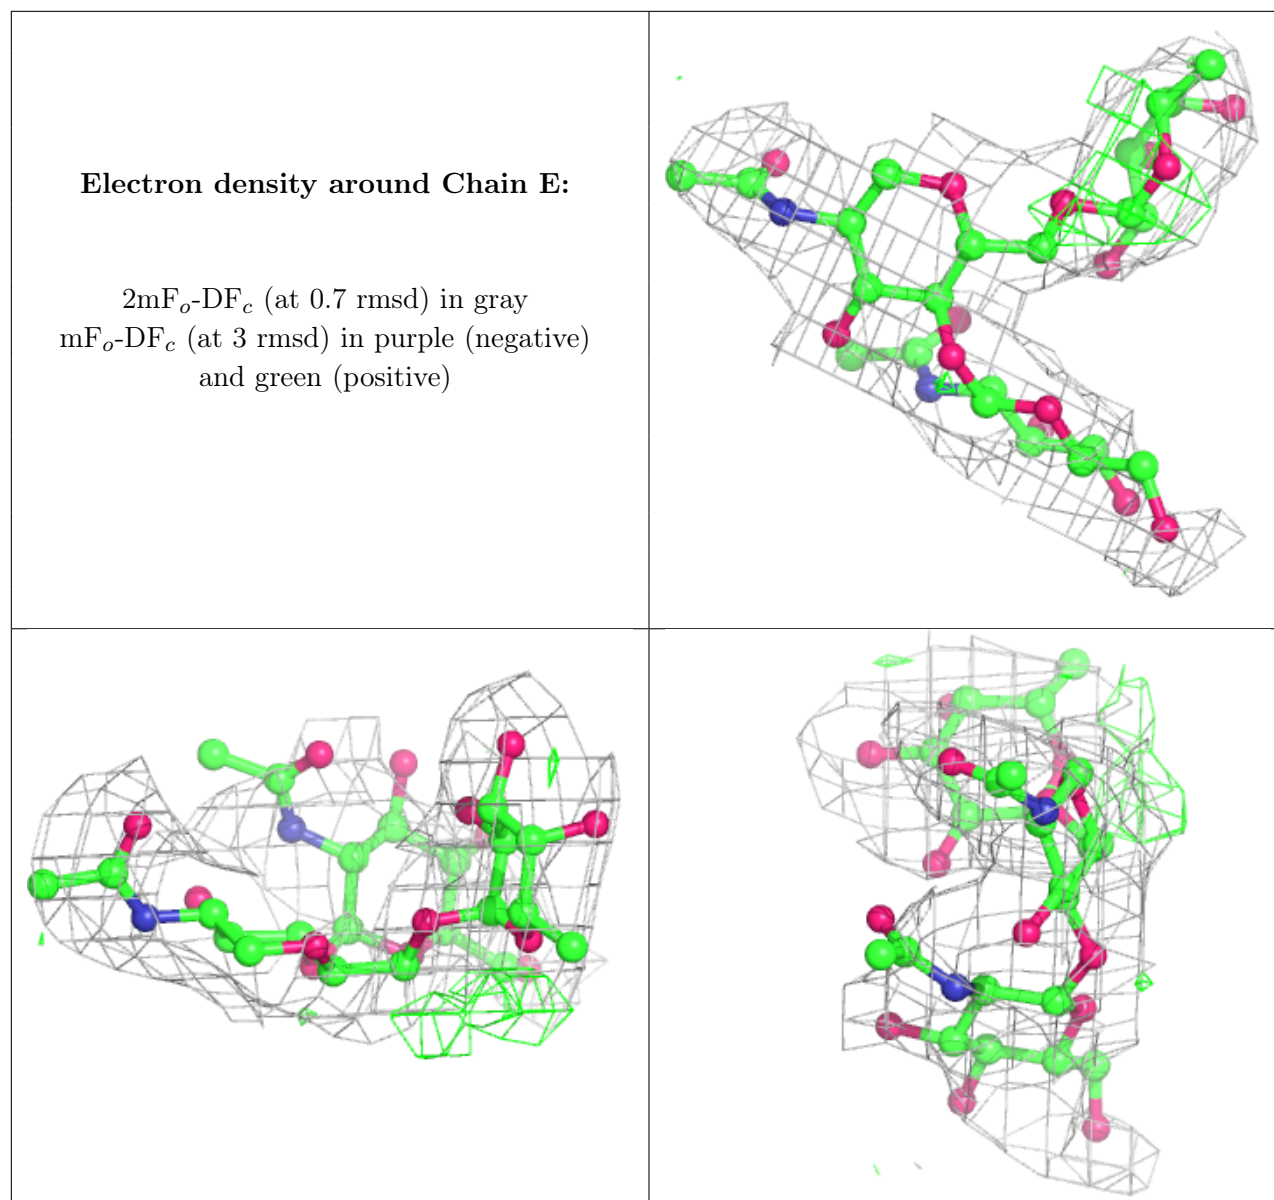 Electron density around Chain E:
2mFo-DFc (at 0.7 rmsd) in gray
mFo-DFc (at 3 rmsd) in purple (negative)
and green (positive)